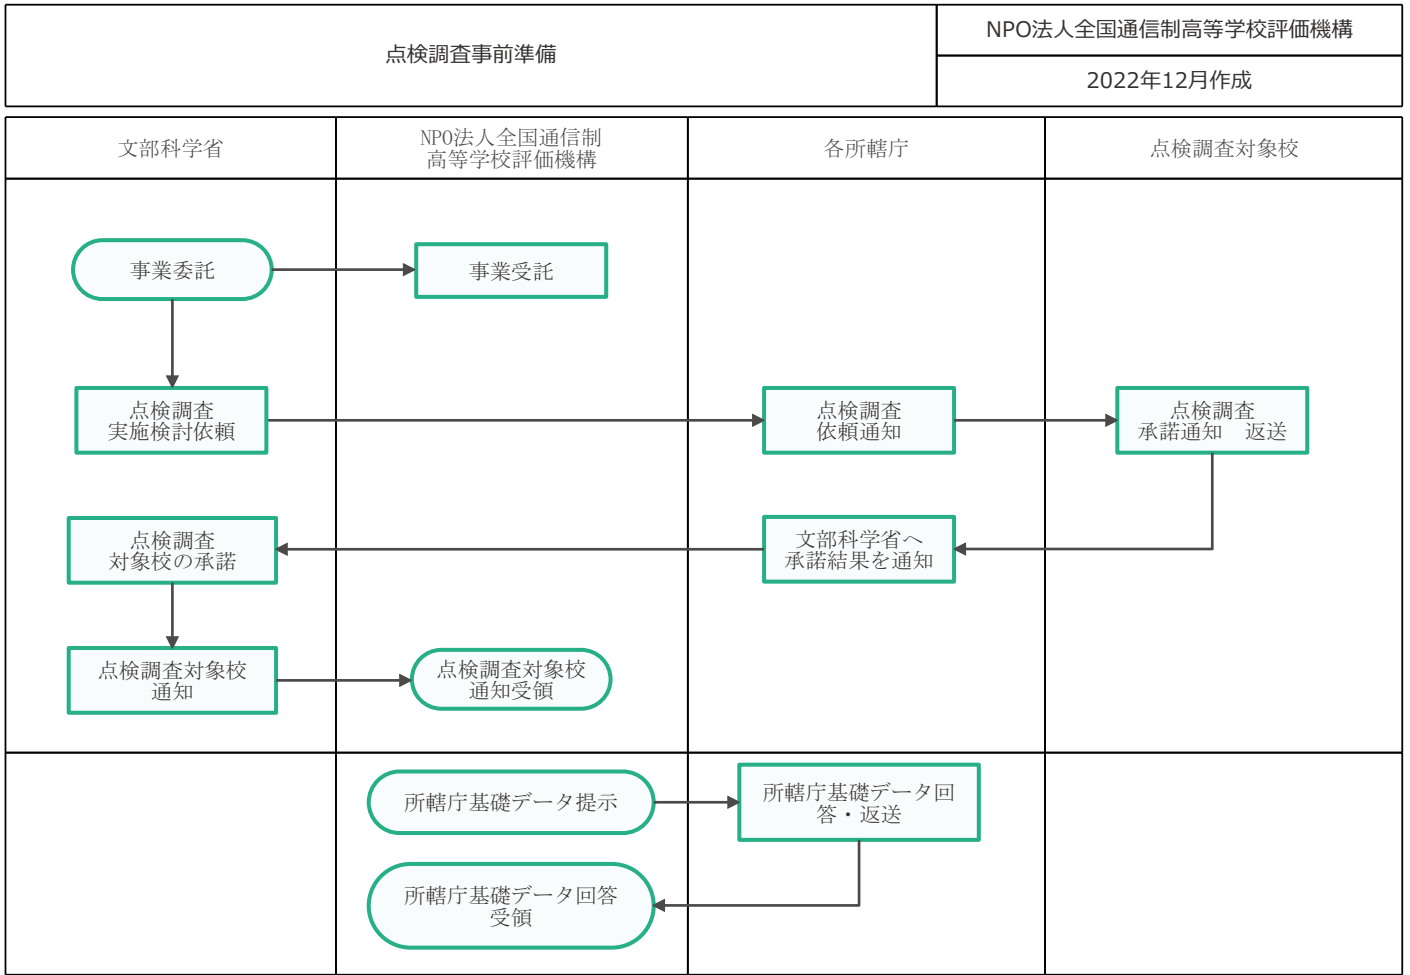 点検調査事前準備
NPO法人全国通信制高等学校評価機構
2022年12月作成
文部科学省
NPO法人全国通信制
高等学校評価機構
各所轄庁
点検調査対象校
事業委託
事業受託
点検調査
実施検討依頼
点検調査
依頼通知
点検調査
承諾通知　返送
点検調査
対象校の承諾
文部科学省へ
承諾結果を通知
点検調査対象校
通知
点検調査対象校
通知受領
所轄庁基礎データ提示
所轄庁基礎データ回
答・返送
所轄庁基礎データ回答
受領